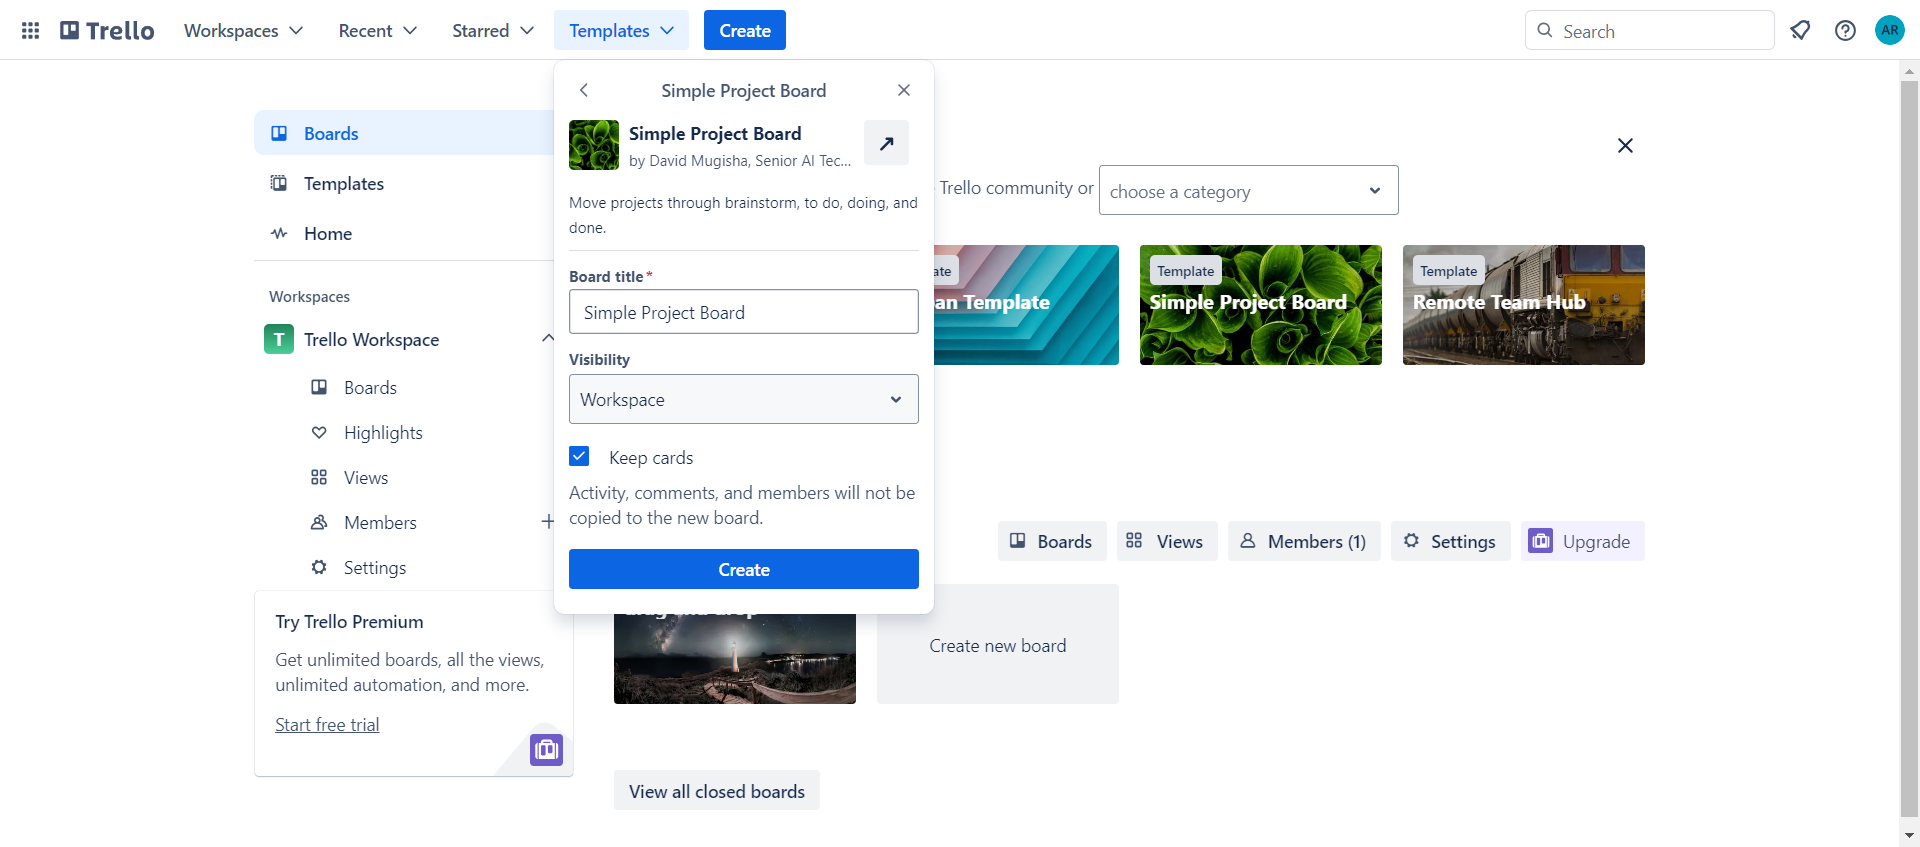 Trello
Workspaces
Recent
Starred
Templates
Create
Search
AR
Boards
Templates
Home
Workspaces
T
Trello Workspace
Boards
Highlights
Views
Members
Settings
Try Trello Premium
Get unlimited boards, all the views,
unlimited automation, and more.
Start free trial
Simple Project Board
Simple Project Board
by David Mugisha, Senior AI Tec...
Move projects through brainstorm, to do, doing, and
done.
Board title*
Simple Project Board
Visibility
Workspace
Keep cards
Activity, comments, and members will not be
copied to the new board.
Create
Trello community or
choose a category
Template
Template
Template
Simple Project Board
Remote Team Hub
Boards
Views
Members (1)
Settings
Upgrade
Create new board
View all closed boards